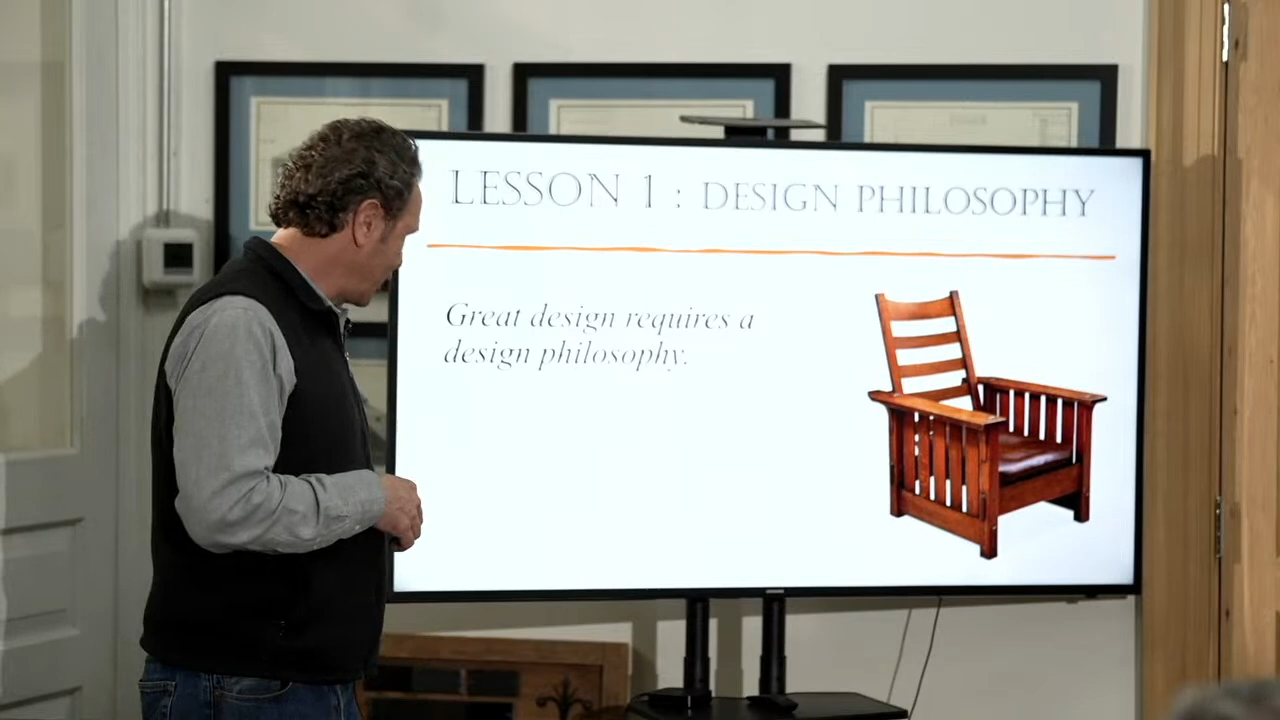 LESSON 1 : DESIGN PHILOSOPHY
Great design requires a
design philosophy.